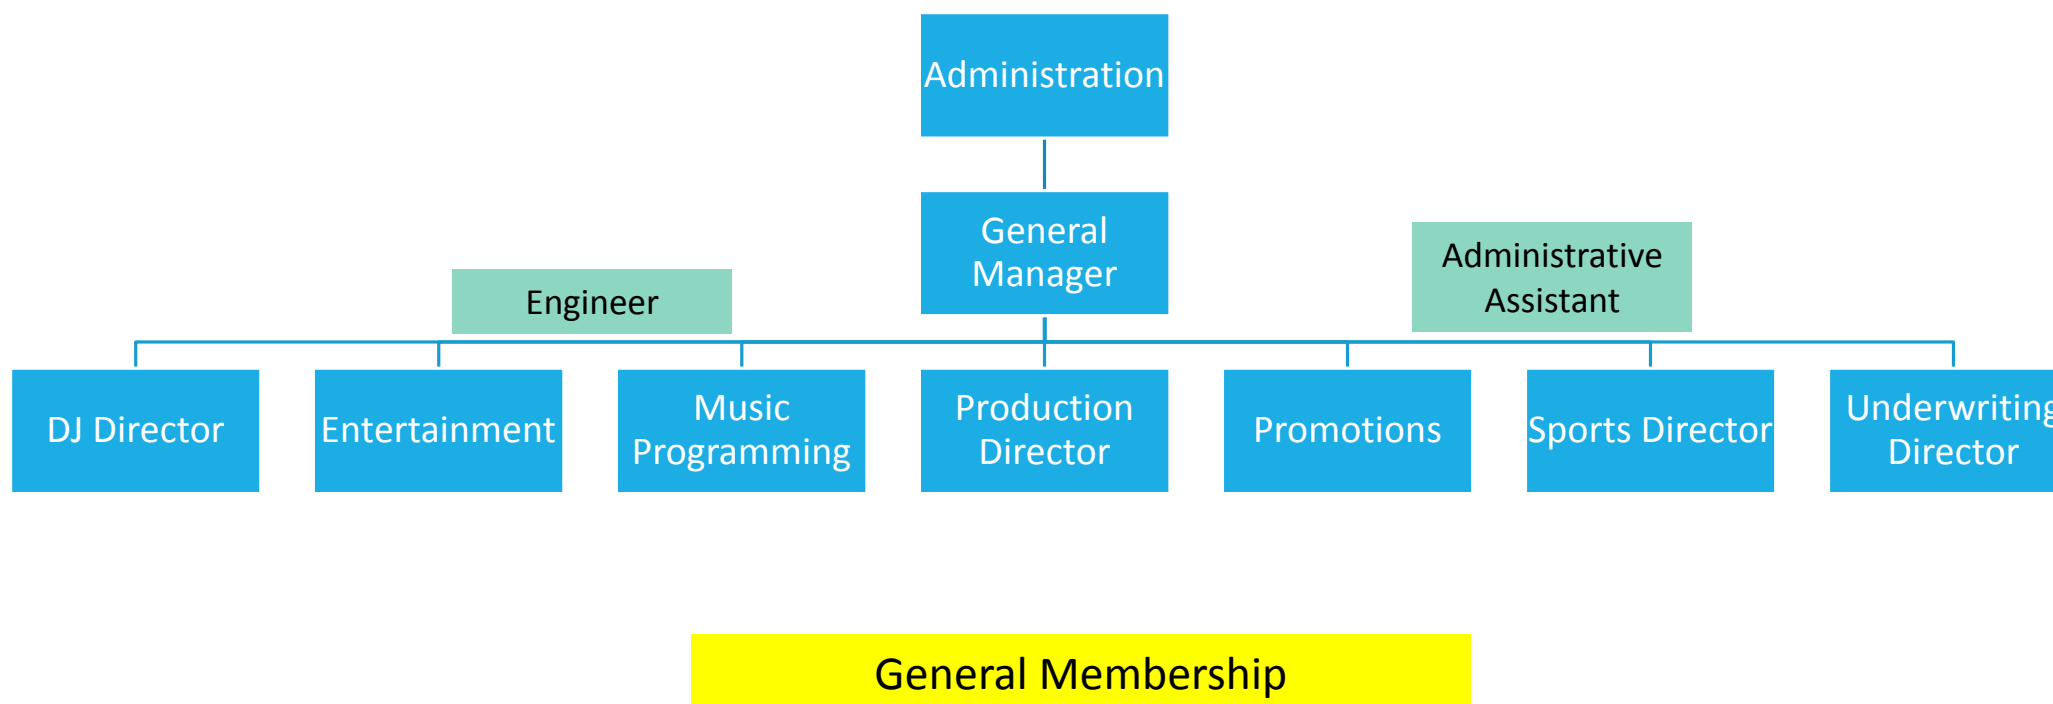 Administration
General
Manager
Engineer
Administrative
Assistant
DJ Director
Entertainment
Music
Programming
Production
Director
Promotions
Sports Director
Underwriting
Director
General Membership